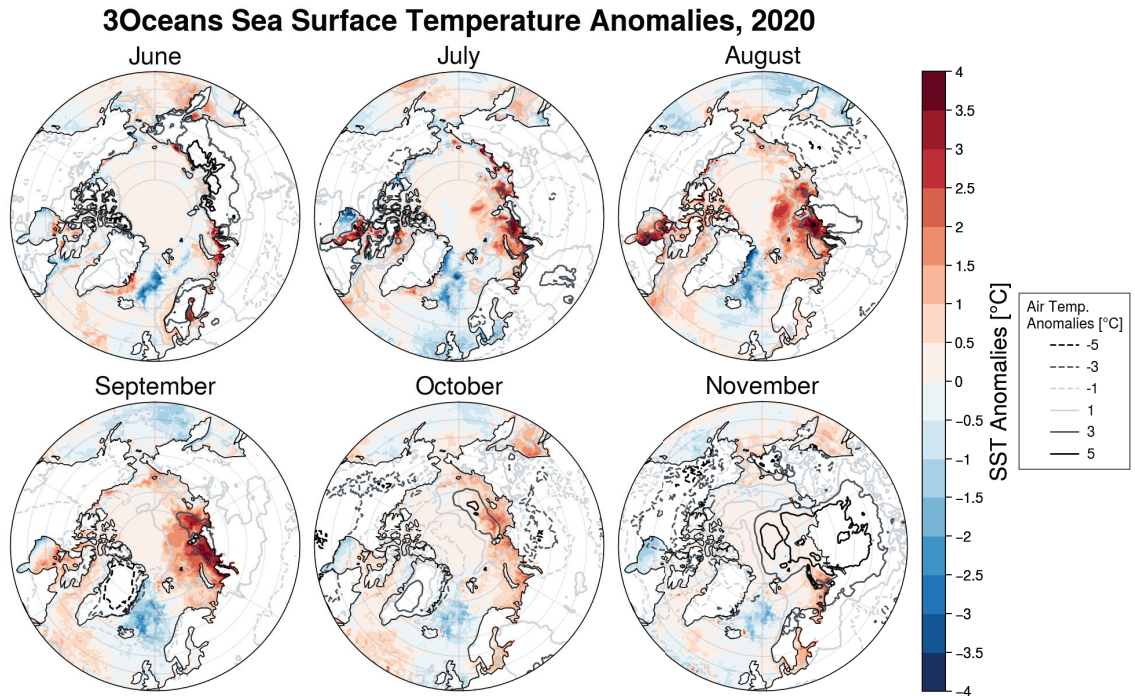 3Oceans Sea Surface Temperature Anomalies, 2020
June
July
August
September
October
November
4
3.5
3
2.5
2
1.5
1
0.5
0
−0.5
−1
−1.5
−2
−2.5
−3
−3.5
−4
SST Anomalies [°C]
Air Temp.
Anomalies [°C]
-5
-3
-1
1
3
5